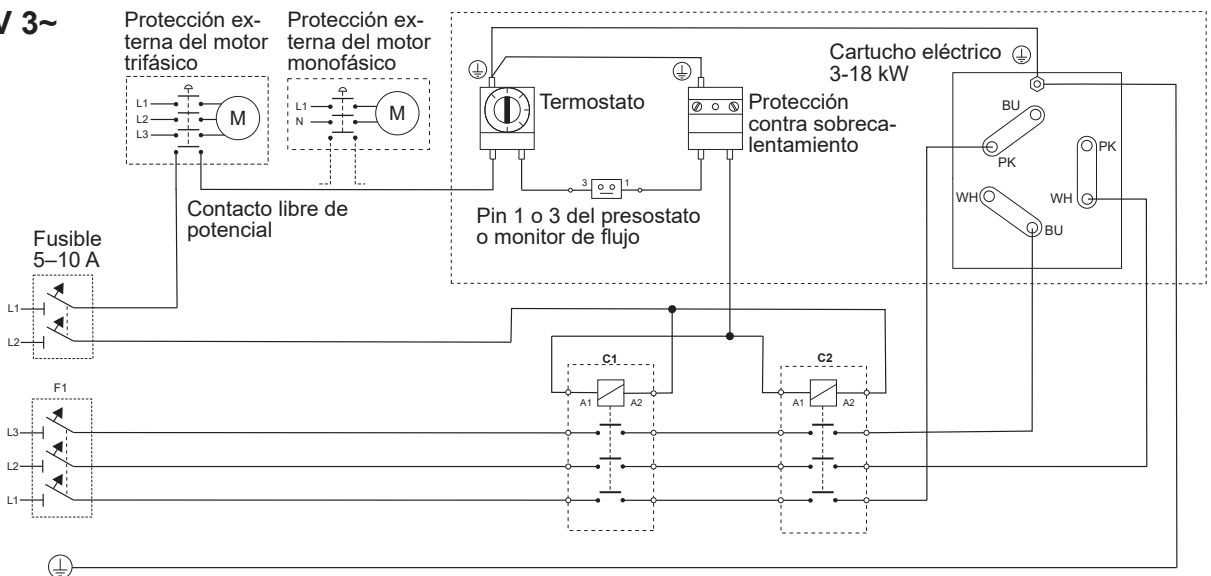 V 3~
Protección ex-
terna del motor
trifásico
L1
L2
L3
M
Protección ex-
terna del motor
monofásico
L1
N
M
Contacto libre de
potencial
Termostato
Protección
contra sobreca-
lentamiento
3
1
Pin 1 o 3 del presostato
o monitor de flujo
Cartucho eléctrico
3-18 kW
BU
PK
PK
WH
WH
BU
Fusible
5–10 A
L1
L2
C1
A1
A2
C2
A1
A2
F1
L3
L2
L1